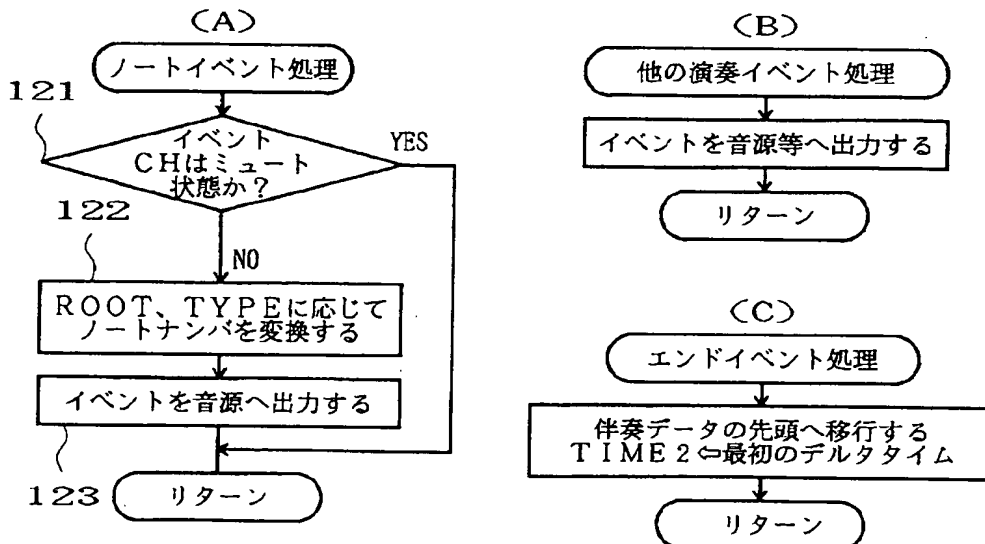 (A)
ノートイベント処理
121
イベント
CHはミュート
状態か?
YES
122
NO
ROOT、TYPEに応じて
ノートナンバを変換する
イベントを音源へ出力する
123
リターン
(B)
他の演奏イベント処理
イベントを音源等へ出力する
リターン
(C)
エンドイベント処理
伴奏データの先頭へ移行する
TIME2⇦最初のデルタタイム
リターン